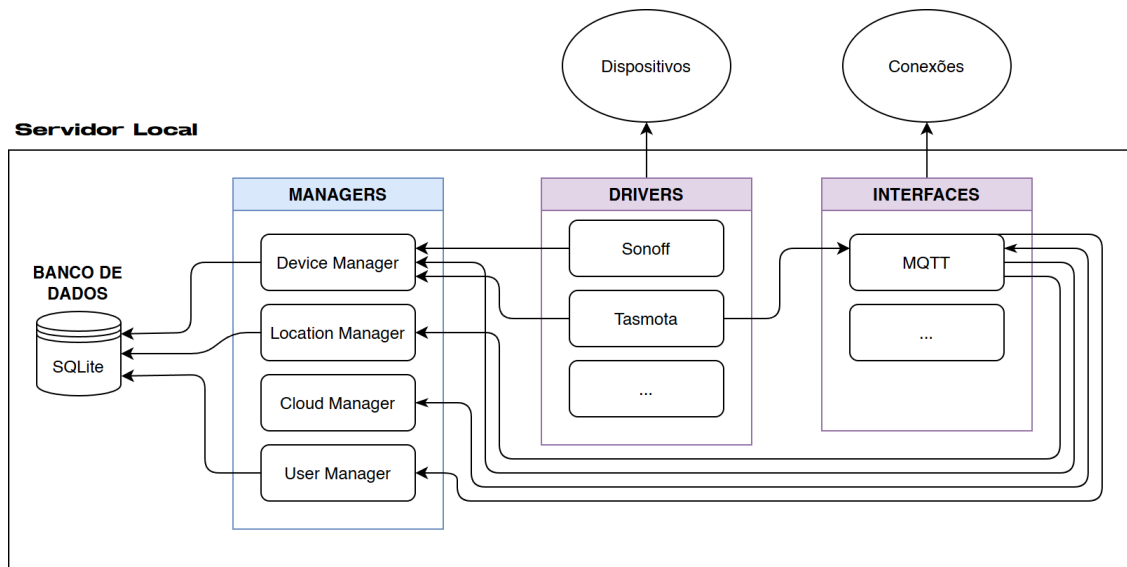 Dispositivos
Conexões
Servidor Local
MANAGERS
DRIVERS
INTERFACES
Device Manager
Sonoff
MQTT
BANCO DE
DADOS
SQLite
Location Manager
Tasmota
...
Cloud Manager
...
User Manager